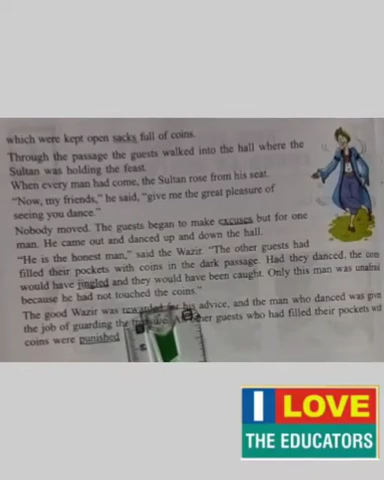 which were kept open sacks full of coins.
Through the passage the guests walked into the hall where the
Sultan was holding the feast.
When every man had come, the Sultan rose from his seat.
"Now, my friends," he said, "give me the great pleasure of
seeing you dance."
Nobody moved. The guests began to make excuses but for one
man. He came out and danced up and down the hall.
"He is the honest man," said the Wazir. "The other guests had
filled their pockets with coins in the dark passage. Had they danced, the
would have jingled and they would have been caught. Only this man was
because he had not touched the coins."
The good Wazir was rewarded for his advice, and the man who danced was
the job of guarding the other guests who had filled their pockets
coins were punished
I LOVE
THE EDUCATORS